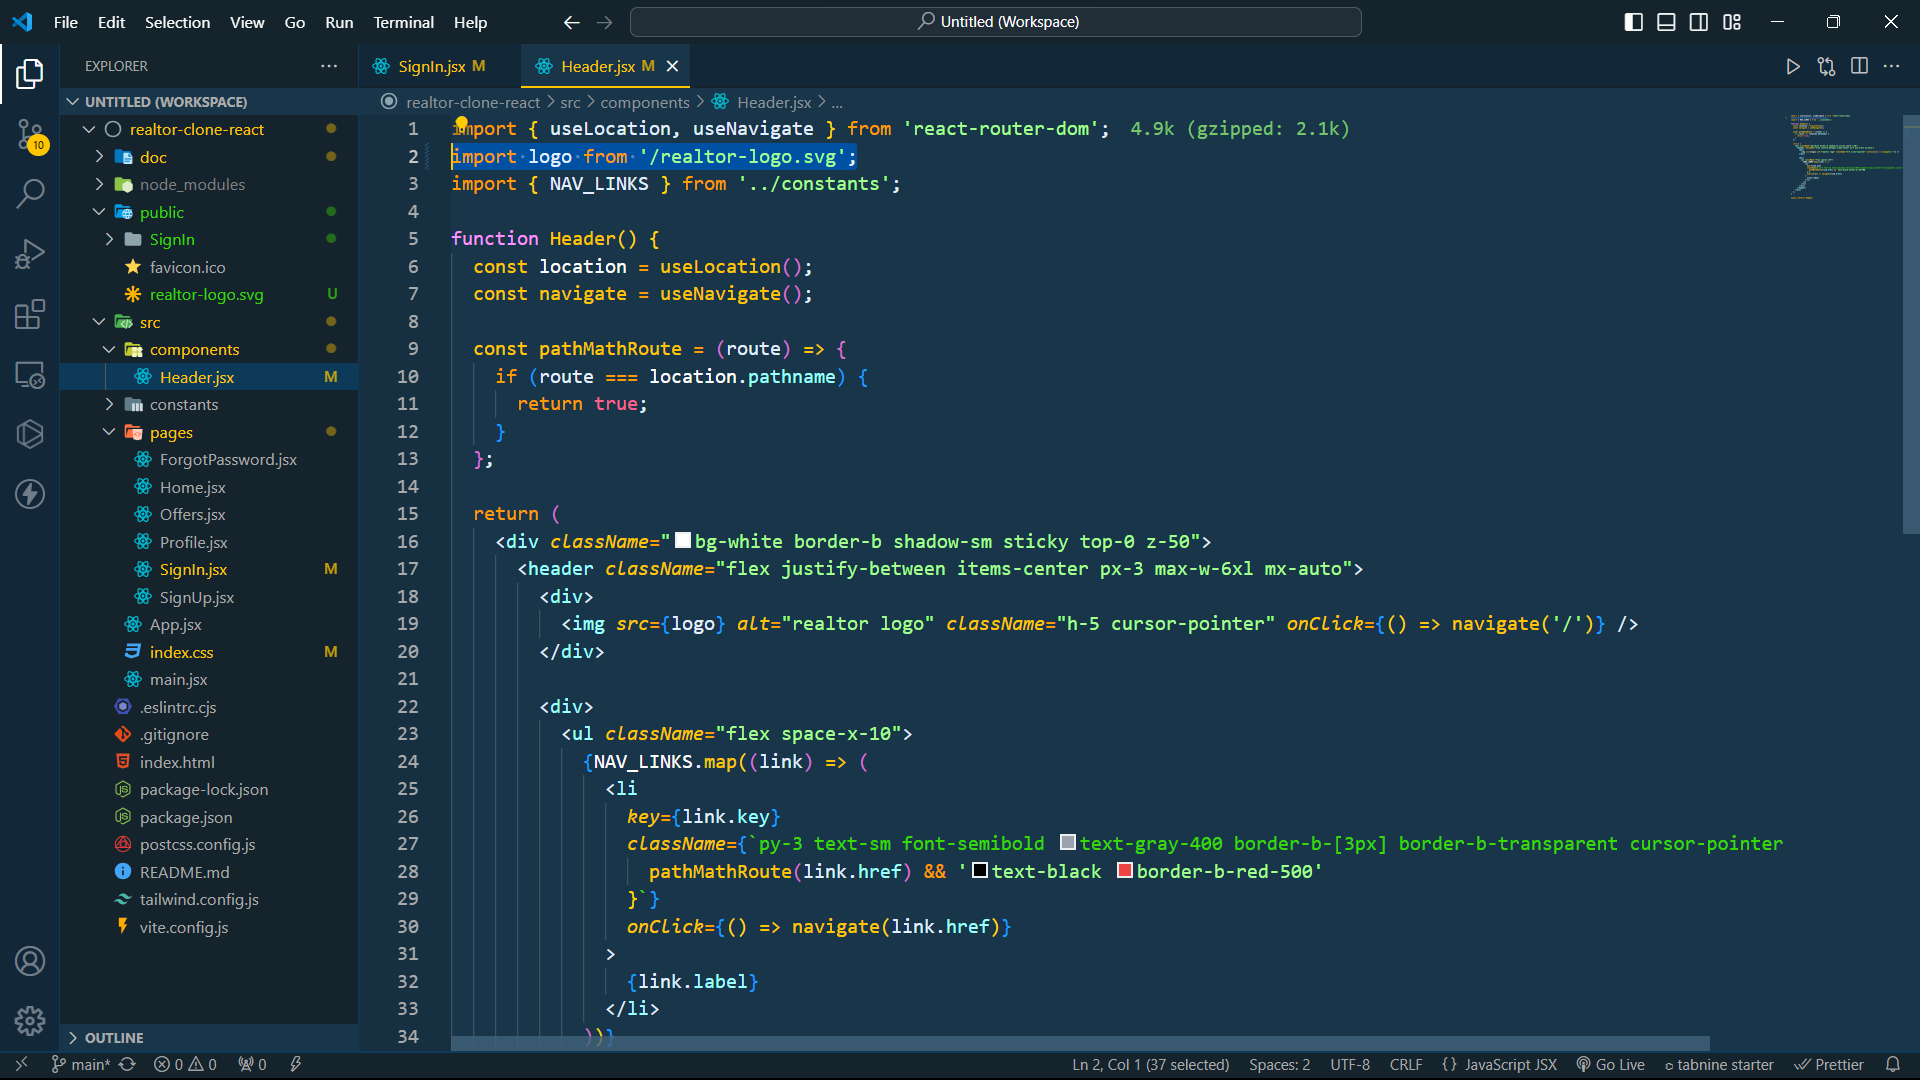 File Edit Selection View Go Run Terminal Help
Untitled (Workspace)
EXPLORER
UNTITLED (WORKSPACE)
realtor-clone-react
doc
node_modules
public
SignIn
favicon.ico
realtor-logo.svg U
src
components
Header.jsx M
constants
pages
ForgotPassword.jsx
Home.jsx
Offers.jsx
Profile.jsx
SignIn.jsx M
SignUp.jsx
App.jsx
index.css M
main.jsx
.eslintrc.cjs
.gitignore
index.html
package-lock.json
package.json
postcss.config.js
README.md
tailwind.config.js
vite.config.js
OUTLINE
10
SignIn.jsx M
Header.jsx M
realtor-clone-react > src > components > Header.jsx > ...
1 import { useLocation, useNavigate } from 'react-router-dom'; 4.9k (gzipped: 2.1k)
2 import logo from '/realtor-logo.svg';
3 import { NAV_LINKS } from '../constants';
4
5 function Header() {
6 const location = useLocation();
7 const navigate = useNavigate();
8
9 const pathMathRoute = (route) => {
10 if (route === location.pathname) {
11 return true;
12 }
13 };
14
15 return (
16 <div className="bg-white border-b shadow-sm sticky top-0 z-50">
17 <header className="flex justify-between items-center px-3 max-w-6xl mx-auto">
18 <div>
19 <img src={logo} alt="realtor logo" className="h-5 cursor-pointer" onClick={() => navigate('/')} />
20 </div>
21
22 <div>
23 <ul className="flex space-x-10">
24 {NAV_LINKS.map((link) => (
25 <li
26 key={link.key}
27 className={`py-3 text-sm font-semibold text-gray-400 border-b-[3px] border-b-transparent cursor-pointer
28 pathMathRoute(link.href) && 'text-black border-b-red-500'
29 }`}
30 onClick={() => navigate(link.href)}
31 >
32 {link.label}
33 </li>
34 ))}
main* 0 0 0 Ln 2, Col 1 (37 selected) Spaces: 2 UTF-8 CRLF {} JavaScript JSX Go Live tabnine starter Prettier